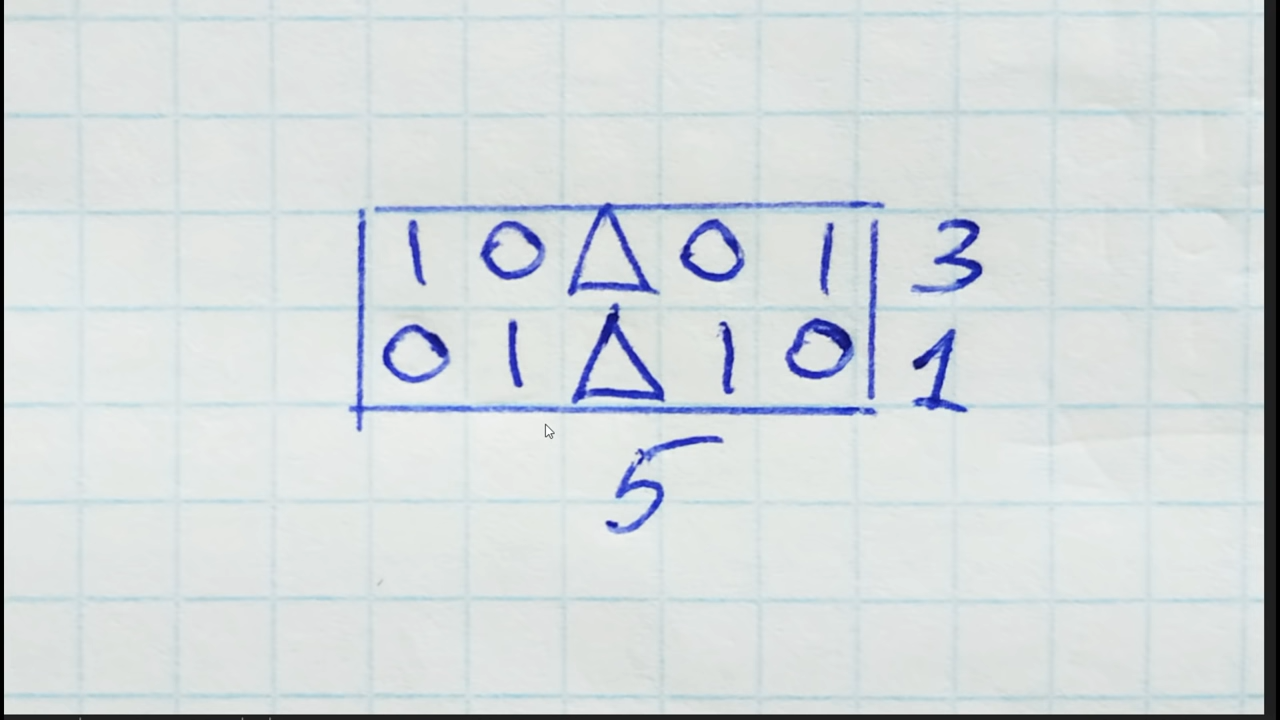 1 0 △ 0 1 3
0 1 △ 1 0 1
5